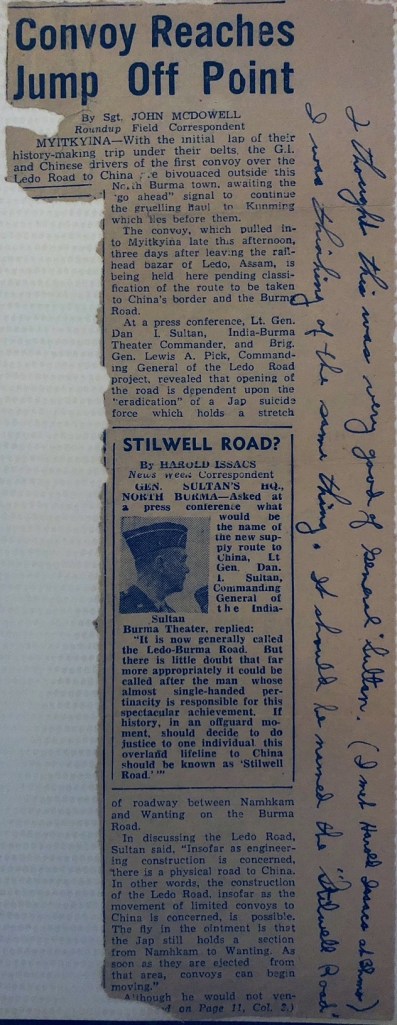 Convoy Reaches
Jump Off Point
By Sgt. JOHN MCDOWELL
Roundup Field Correspondent
MYITKYINA—With the initial lap of their
history-making trip under their belts, the G.I.
and Chinese drivers of the first convoy over the
Ledo Road to China re bivouaced outside this
North Burma town, awaiting the
"go ahead" signal to continue
the gruelling haul to Kunming
which lies before them.
The convoy, which pulled in-
to Myitkyina late this afternoon,
three days after leaving the rail-
head bazar of Ledo, Assam, is
being held here pending classi-
fication of the route to be taken
to China's border and the Burma
Road.
At a press conference, Lt. Gen.
Dan I. Sultan, India-Burma
Theater Commander, and Brig.
Gen. Lewis A. Pick, Command-
ing General of the Ledo Road
project, revealed that opening of
the road is dependent upon the
"eradication" of a Jap suicide
force which holds a stretch
STILWELL ROAD?
By HAROLD ISSACS
News Week Correspondent
GEN. SULTAN'S HQ.,
NORTH BURMA—Asked at
a press conference what
would be
the name of
the new sup-
ply route to
China, Lt
Gen. Dan.
I. Sultan,
Commanding
General of
the India-
Sultan
Burma Theater, replied:
"It is now generally called
the Ledo-Burma Road. But
there is little doubt that far
more appropriately it could be
called after the man whose
almost single-handed per-
tinacity is responsible for this
spectacular achievement. If
history, in an offguard mo-
ment, should decide to do
justice to one individual this
overland lifeline to China
should be known as 'Stilwell
Road.'"
of roadway between Namhkam
and Wanting on the Burma
Road.
In discussing the Ledo Road,
Sultan said, "Insofar as engineer-
ing construction is concerned,
there is a physical road to China.
In other words, the construction
of the Ledo Road, insofar as the
movement of limited convoys to
China is concerned, is possible.
The fly in the ointment is that
the Jap still holds a section
from Namhkam to Wanting. As
soon as they are ejected from
that area, convoys can begin
moving."
Although he would not ven-
d on Page 11, Col. 2.)
I thought this was very good of General Sultan. (I met Harold Issacs at Bhamo)
I was thinking of the same thing. It should be named the "Stilwell Road"